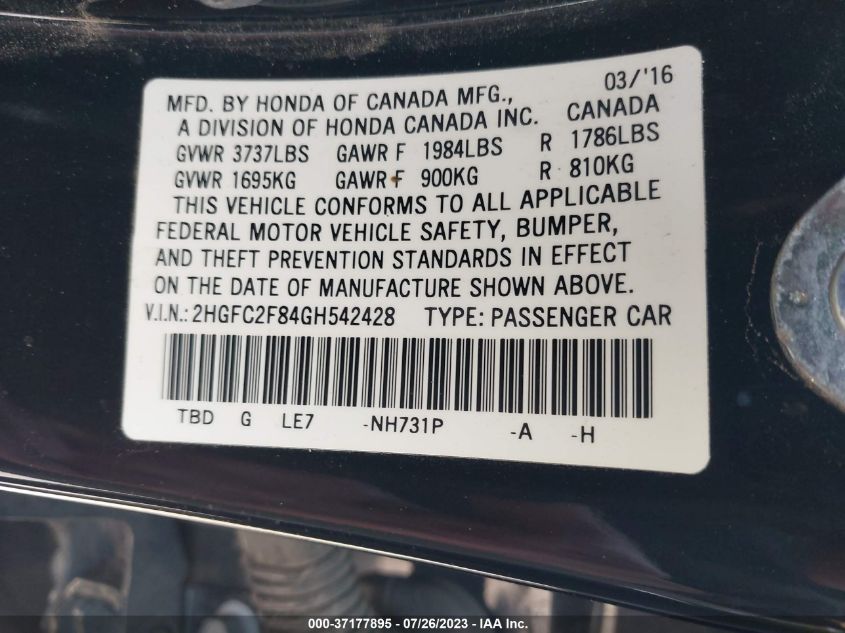 03/'16
MFD. BY HONDA OF CANADA MFG., CANADA
A DIVISION OF HONDA CANADA INC.
GVWR 3737LBS GAWR F 1984LBS R 1786LBS
GVWR 1695KG GAWR F 900KG R 810KG
THIS VEHICLE CONFORMS TO ALL APPLICABLE
FEDERAL MOTOR VEHICLE SAFETY, BUMPER,
AND THEFT PREVENTION STANDARDS IN EFFECT
ON THE DATE OF MANUFACTURE SHOWN ABOVE.
V.I.N.: 2HGFC2F84GH542428 TYPE: PASSENGER CAR
TBD G LE7 -NH731P -A -H
000-37177895 / 07/26/2023 - IAA Inc.